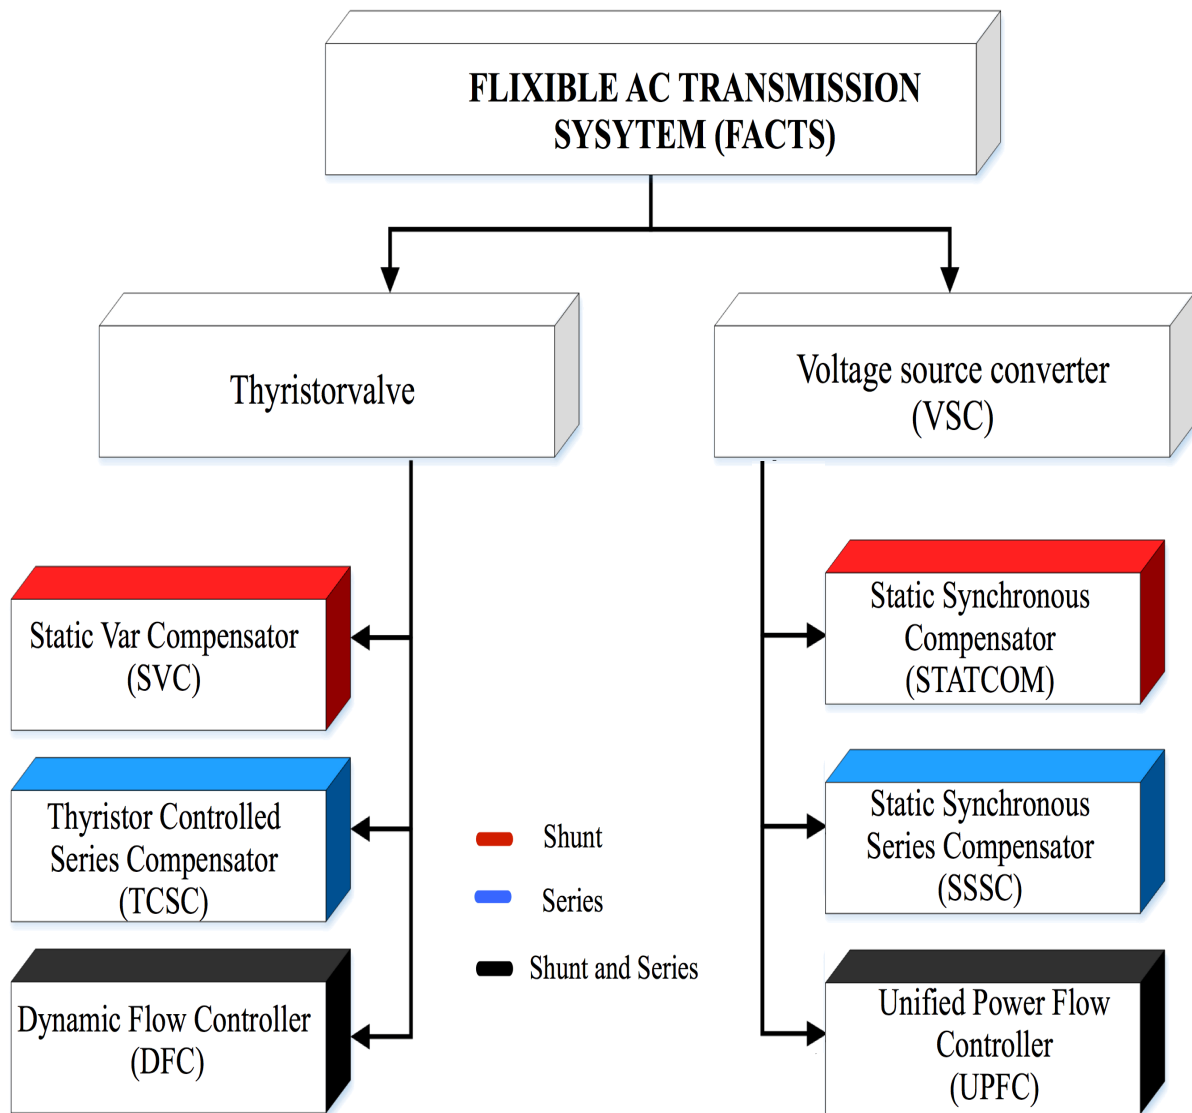 FLIXIBLE AC TRANSMISSION
SYSYTEM (FACTS)
Thyristorvalve
Voltage source converter
(VSC)
Static Var Compensator
(SVC)
Thyristor Controlled
Series Compensator
(TCSC)
Dynamic Flow Controller
(DFC)
Shunt
Series
Shunt and Series
Static Synchronous
Compensator
(STATCOM)
Static Synchronous
Series Compensator
(SSSC)
Unified Power Flow
Controller
(UPFC)